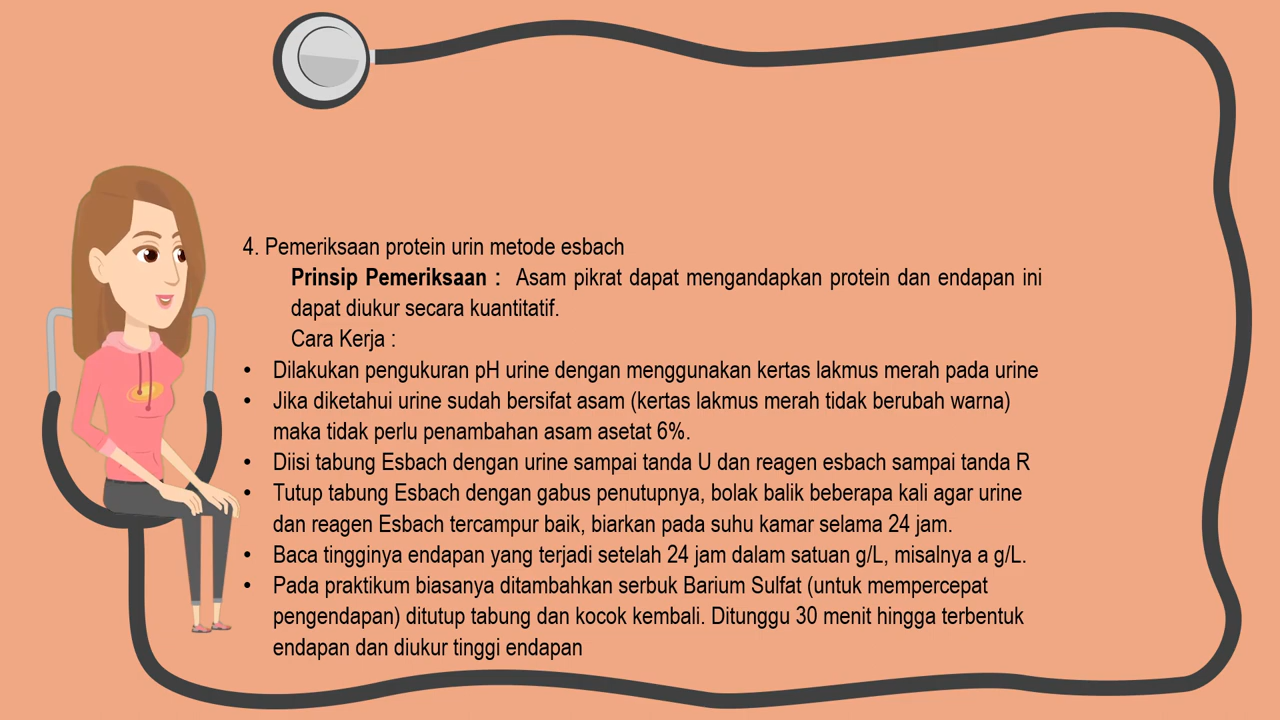 4. Pemeriksaan protein urin metode esbach
Prinsip Pemeriksaan : Asam pikrat dapat mengandapkan protein dan endapan ini
dapat diukur secara kuantitatif.
Cara Kerja :
• Dilakukan pengukuran pH urine dengan menggunakan kertas lakmus merah pada urine
• Jika diketahui urine sudah bersifat asam (kertas lakmus merah tidak berubah warna)
maka tidak perlu penambahan asam asetat 6%.
• Diisi tabung Esbach dengan urine sampai tanda U dan reagen esbach sampai tanda R
• Tutup tabung Esbach dengan gabus penutupnya, bolak balik beberapa kali agar urine
dan reagen Esbach tercampur baik, biarkan pada suhu kamar selama 24 jam.
• Baca tingginya endapan yang terjadi setelah 24 jam dalam satuan g/L, misalnya a g/L.
• Pada praktikum biasanya ditambahkan serbuk Barium Sulfat (untuk mempercepat
pengendapan) ditutup tabung dan kocok kembali. Ditunggu 30 menit hingga terbentuk
endapan dan diukur tinggi endapan